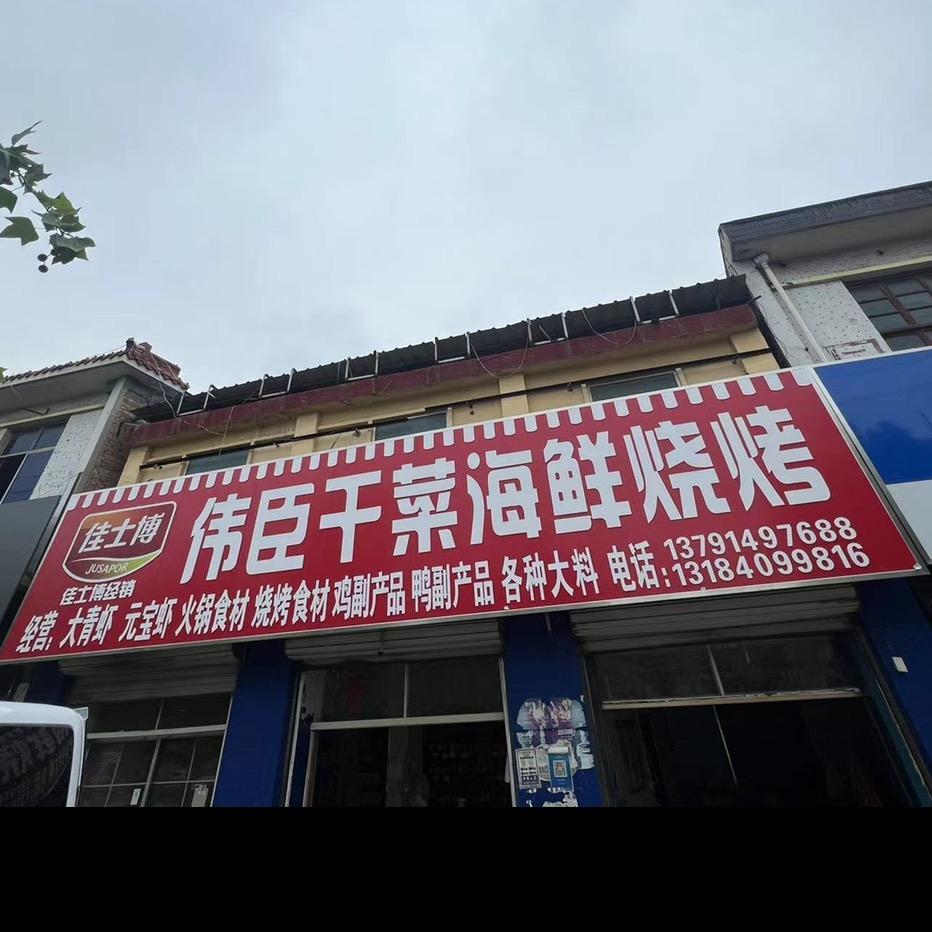 佳士博
JUSAPOR
佳士博经销
伟臣干菜海鲜烧烤
经营：大青虾 元宝虾 火锅食材 烧烤食材 鸡副产品 鸭副产品 各种大料 电话：13791497688
13184099816